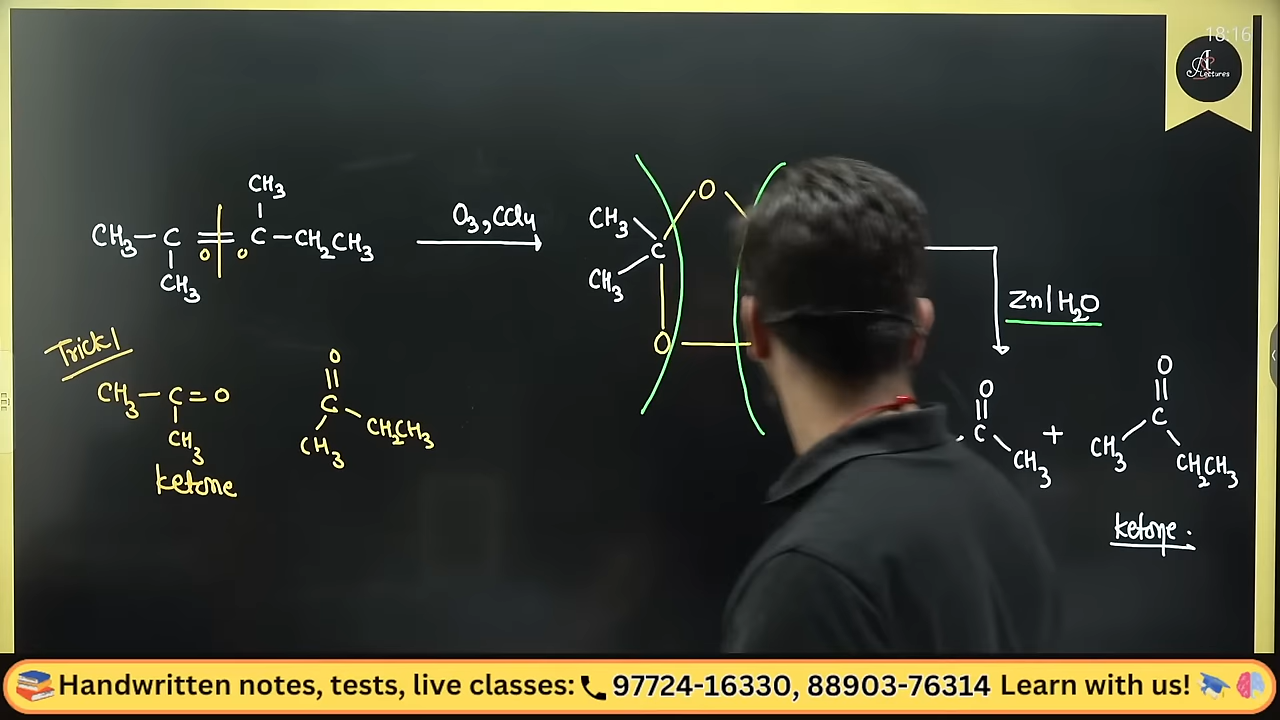 18:16
A
Lectures
CH3
CH3 — C = C — CH2CH3
O O
CH3
O3, CCl4
O
CH3
C
CH3
O
Zn/H2O
Trick 1
CH3 — C = O
CH3
ketone
O
C
CH3 CH2CH3
O
C
CH3
+
O
C
CH3 CH2CH3
ketone.
Handwritten notes, tests, live classes: 97724-16330, 88903-76314 Learn with us!